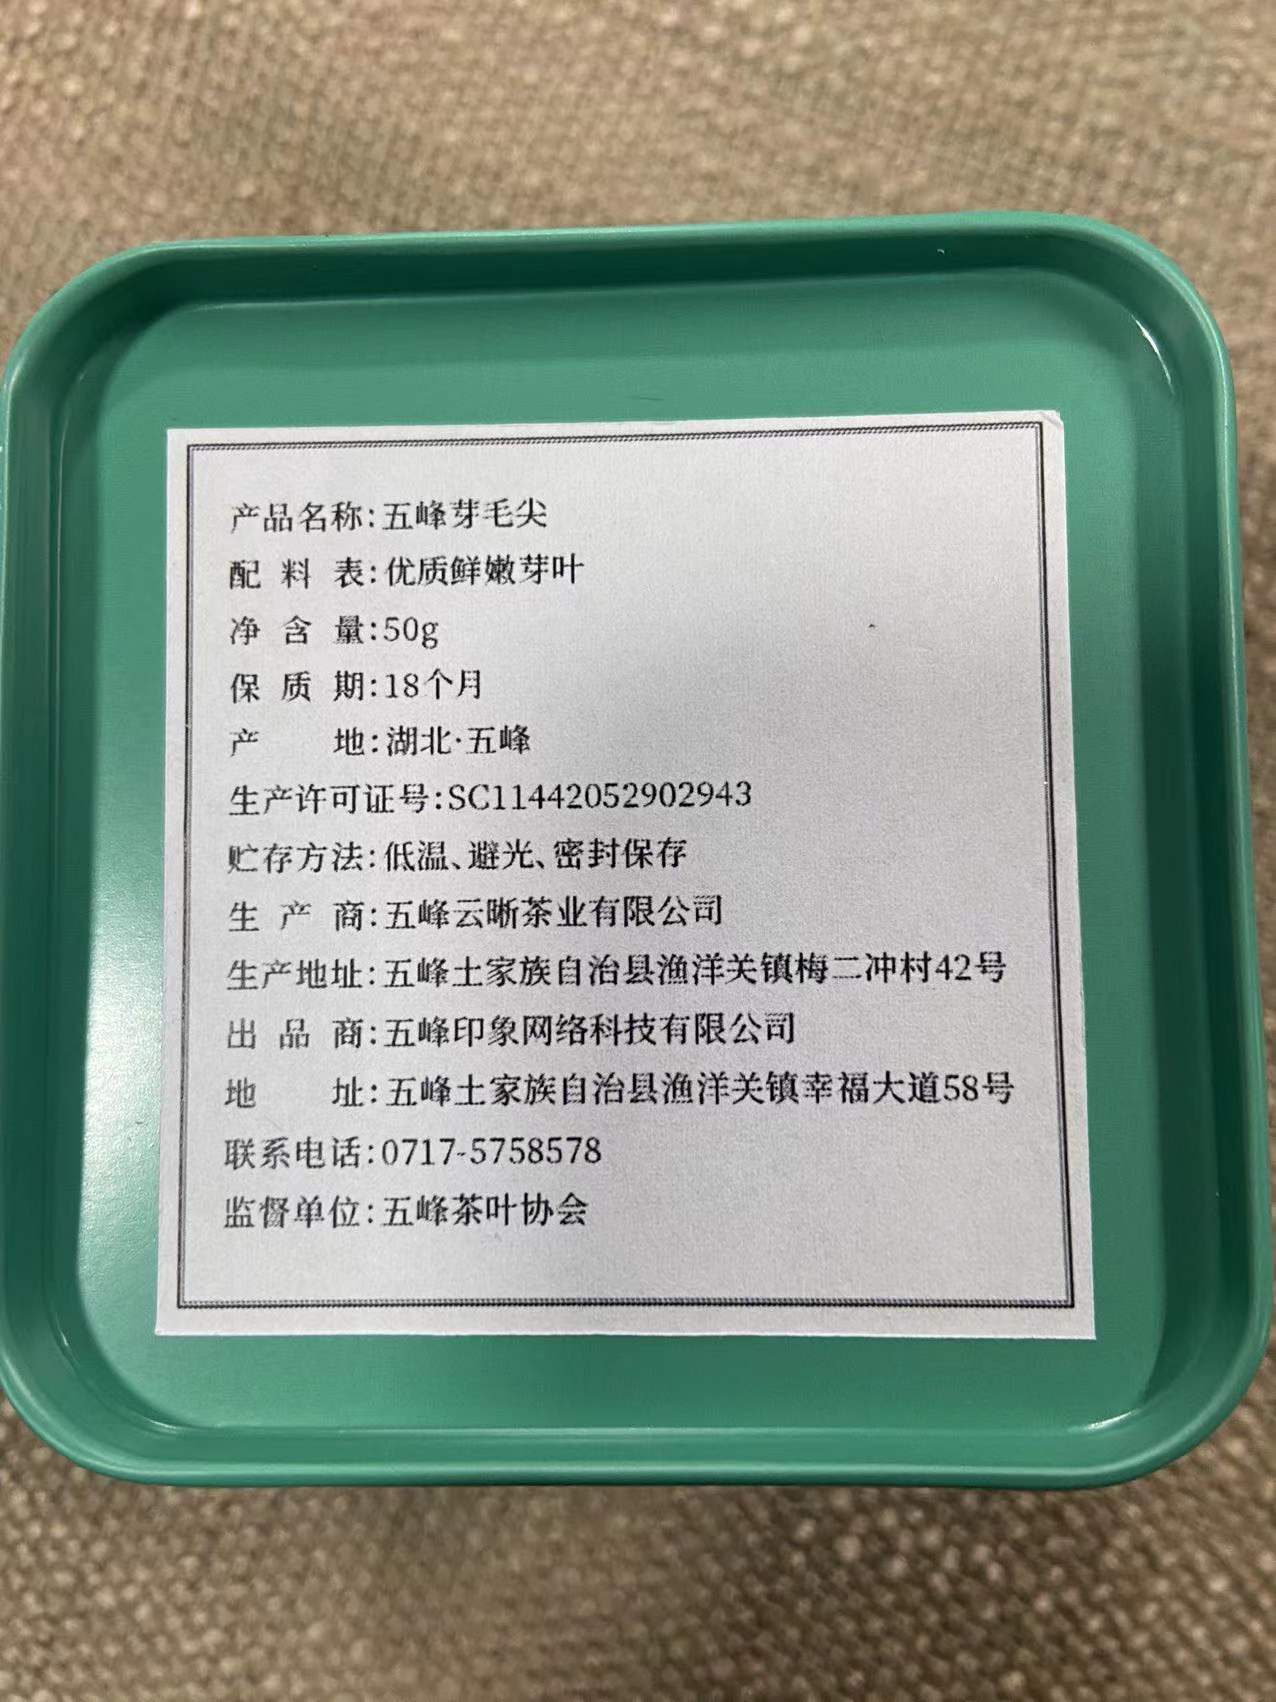 产品名称:五峰芽毛尖
配料表:优质鲜嫩芽叶
净含量:50g
保质期:18个月
产地:湖北·五峰
生产许可证号:SC11442052902943
贮存方法:低温、避光、密封保存
生产商:五峰云晰茶业有限公司
生产地址:五峰土家族自治县渔洋关镇梅二冲村42号
出品商:五峰印象网络科技有限公司
地址:五峰土家族自治县渔洋关镇幸福大道58号
联系电话:0717-5758578
监督单位:五峰茶叶协会